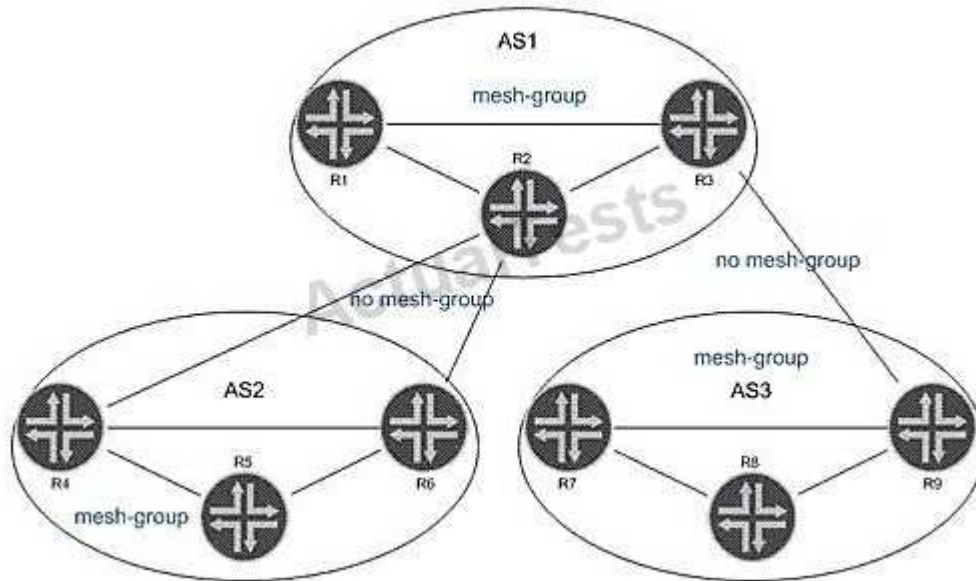 AS1
mesh-group
R1
R2
R3
ActualTests
no mesh-group
no mesh-group
mesh-group
AS2
AS3
R4
R5
R6
mesh-group
R7
R8
R9